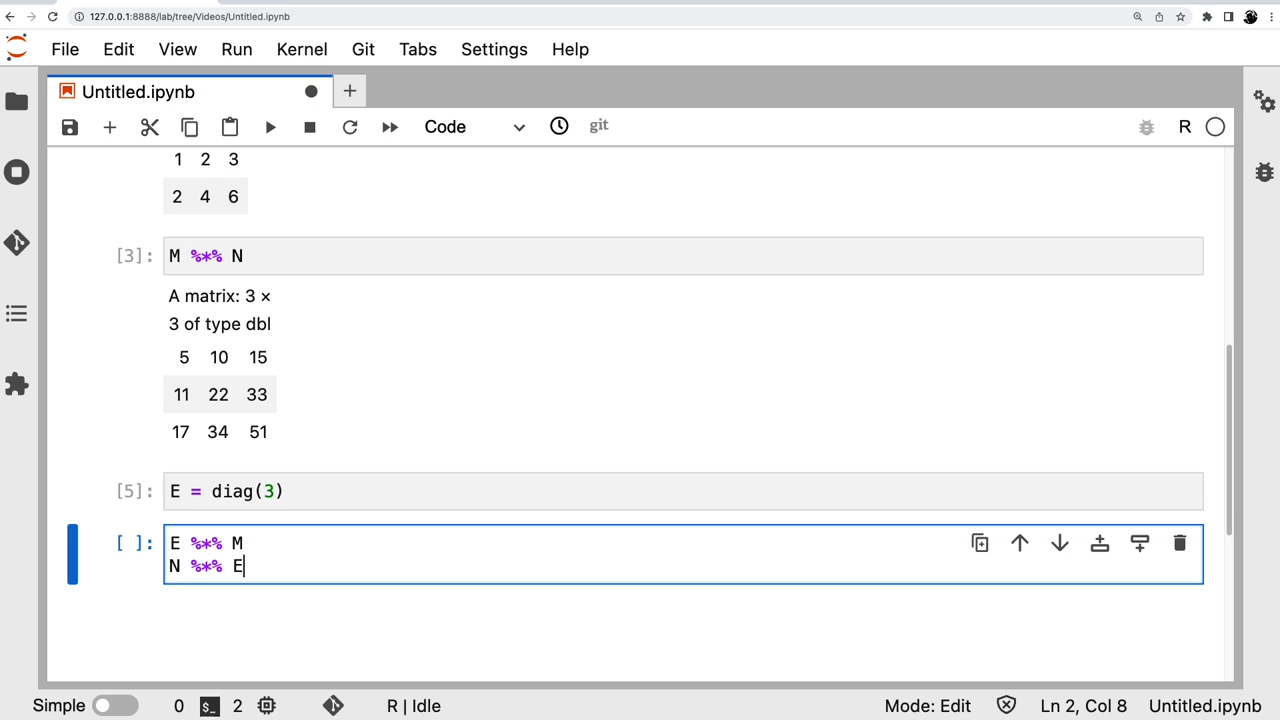 127.0.0.1:8888/lab/tree/Videos/Untitled.ipynb
File Edit View Run Kernel Git Tabs Settings Help
Untitled.ipynb
Code git R
1 2 3
2 4 6
[3]: M %*% N
A matrix: 3 ×
3 of type dbl
5 10 15
11 22 33
17 34 51
[5]: E = diag(3)
[ ]: E %*% M
N %*% E
Simple 0 $_ 2 R | Idle Mode: Edit Ln 2, Col 8 Untitled.ipynb